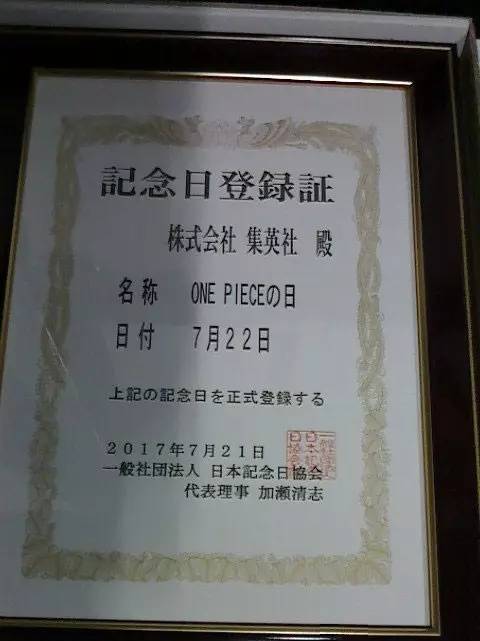 記念日登録証
株式会社 集英社 殿
名称 ONE PIECEの日
日付 7月22日
上記の記念日を正式登録する
2017年7月21日
一般社団法人 日本記念日協会
代表理事 加瀬清志